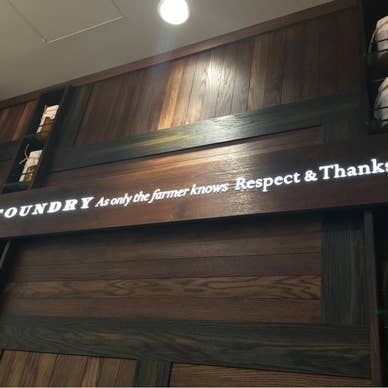 FOUNDRY As only the farmer knows Respect & Thanks